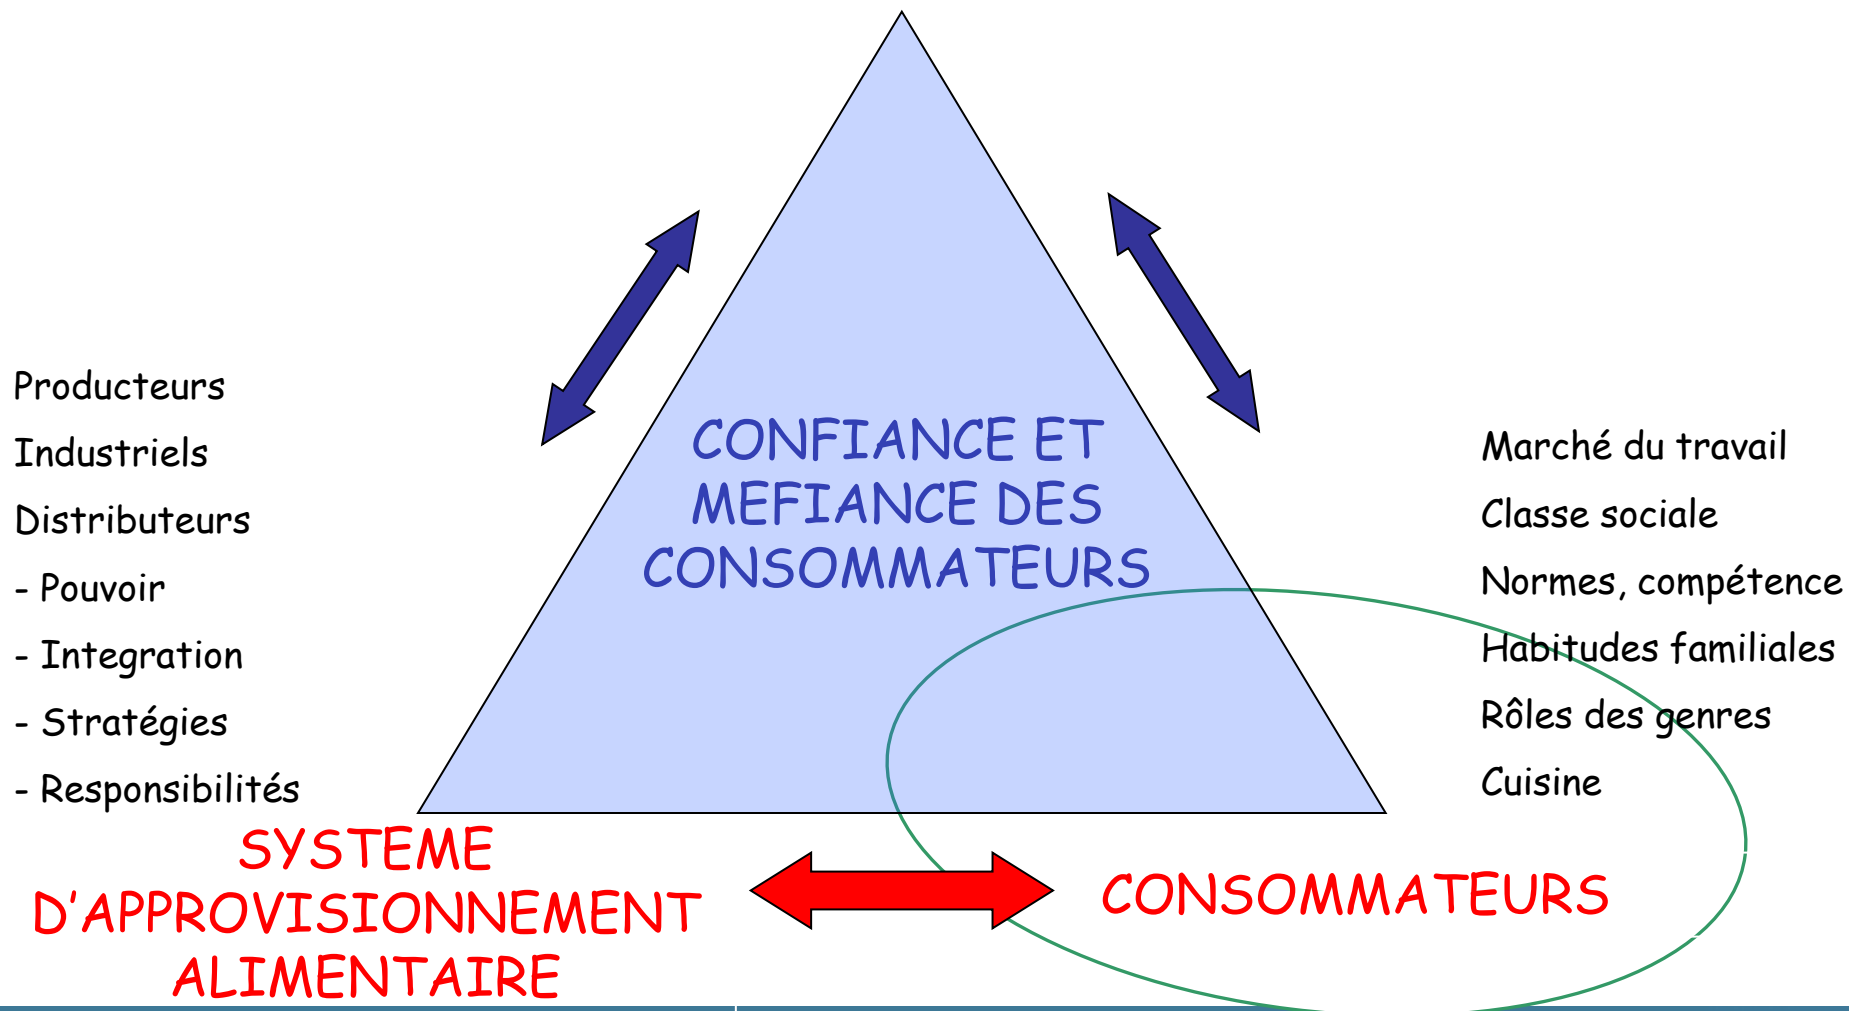 CONFIANCE ET
MEFIANCE DES
CONSOMMATEURS
Producteurs
Industriels
Distributeurs
- Pouvoir
- Integration
- Stratégies
- Responsibilités
SYSTEME
D'APPROVISIONNEMENT
ALIMENTAIRE
Marché du travail
Classe sociale
Normes, compétence
Habitudes familiales
Rôles des genres
Cuisine
CONSOMMATEURS